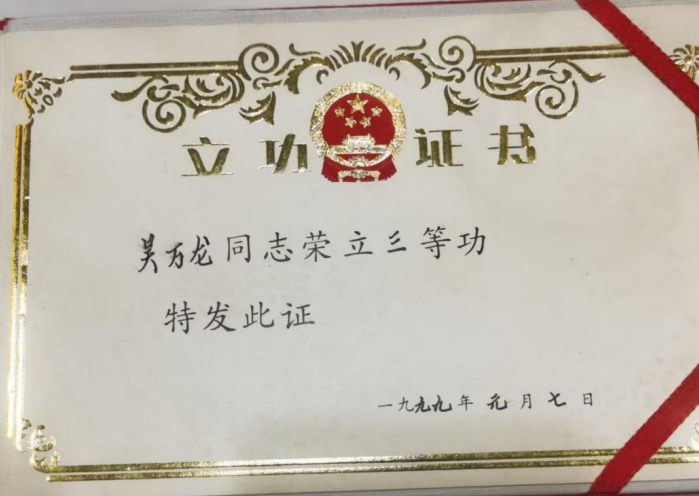 立功证书
吴万龙同志荣立三等功
特发此证
一九九九年元月七日